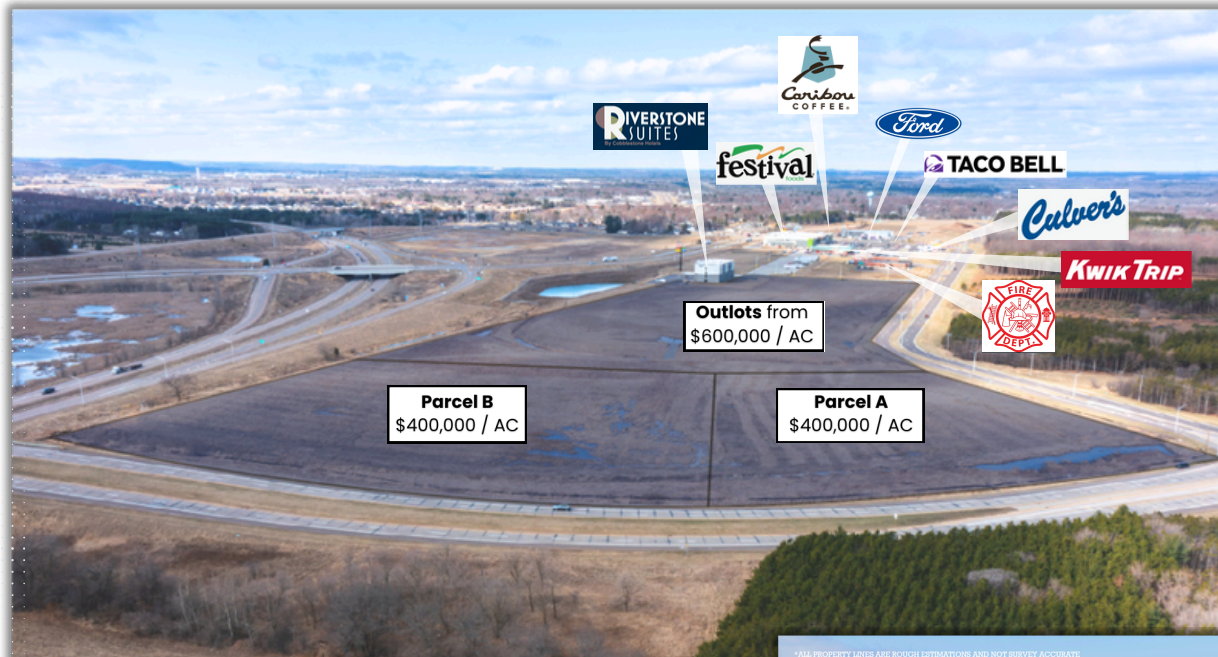 Caribou
COFFEE®
RIVERSTONE
SUITES
By Cobblestone Hotels
Ford
festival
foods
TACO BELL
Culver's
KWIK TRIP
FIRE
DEPT.
Outlots from
$600,000 / AC
Parcel B
$400,000 / AC
Parcel A
$400,000 / AC
*ALL PROPERTY LINES ARE ROUGH ESTIMATIONS AND NOT SURVEY ACCURATE